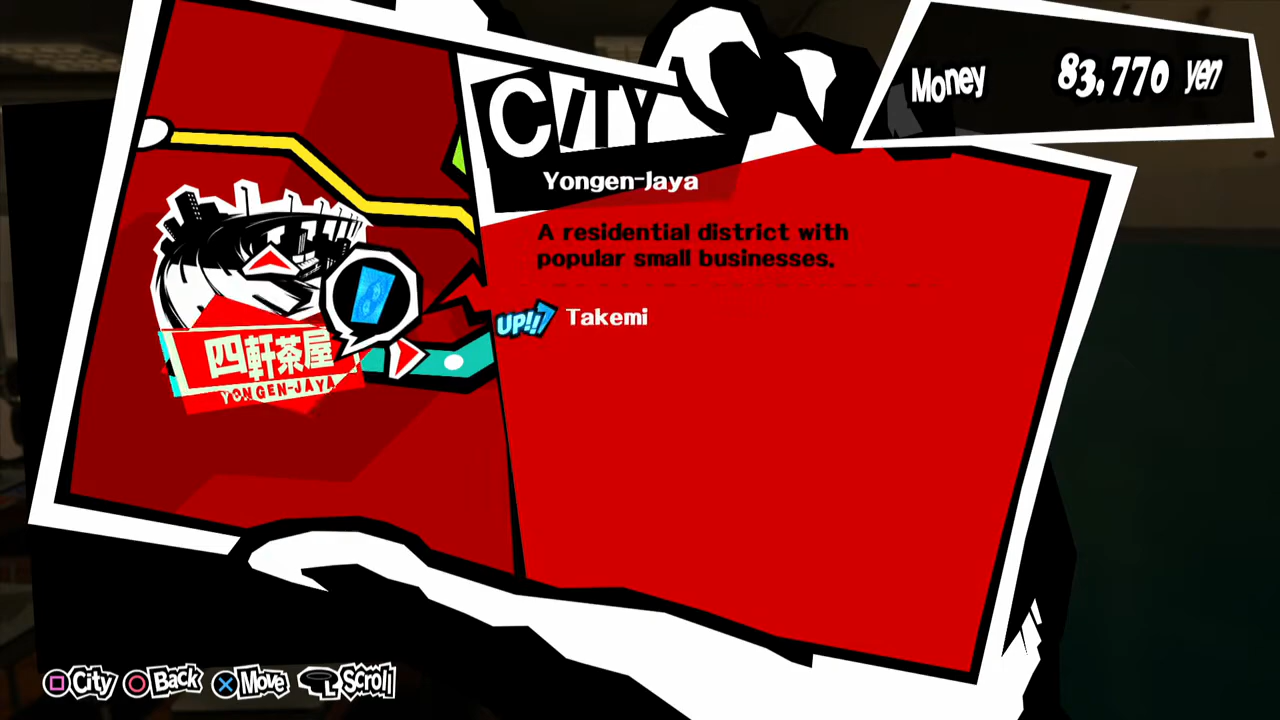 Money 83,770 yen
CITY
Yongen-Jaya
A residential district with
popular small businesses.
UP!! Takemi
四軒茶屋
YONGEN-JAYA
City Back Move L Scroll